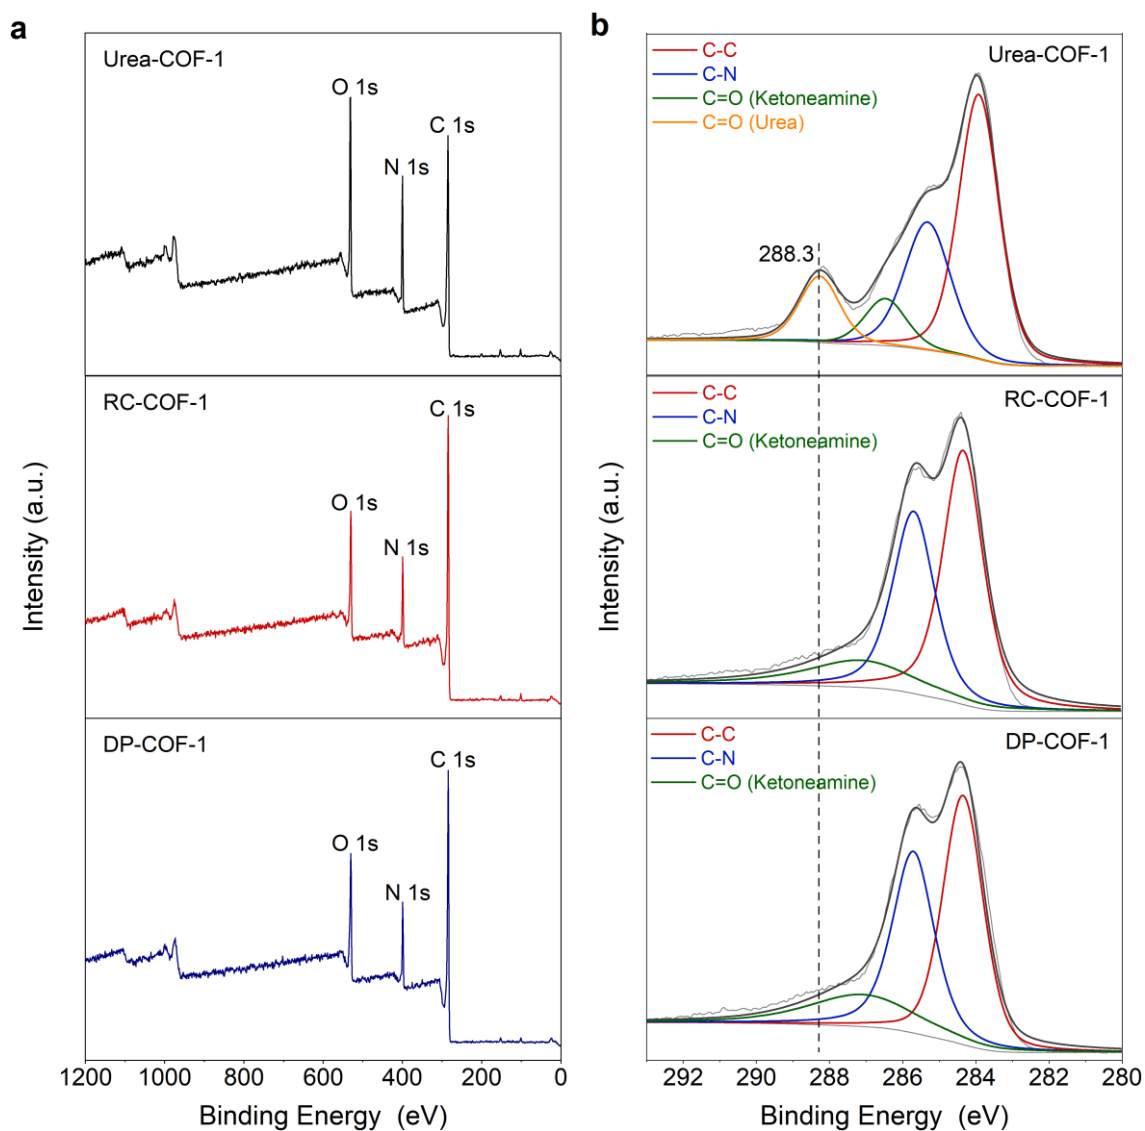 a
Urea-COF-1
O 1s
C 1s
N 1s
RC-COF-1
C 1s
O 1s
N 1s
DP-COF-1
C 1s
O 1s
N 1s
Intensity (a.u.)
1200 1000 800 600 400 200 0
Binding Energy (eV)
b
C-C
Urea-COF-1
C-N
C=O (Ketoneamine)
C=O (Urea)
288.3
C-C
RC-COF-1
C-N
C=O (Ketoneamine)
C-C
DP-COF-1
C-N
C=O (Ketoneamine)
Intensity (a.u.)
292 290 288 286 284 282 280
Binding Energy (eV)